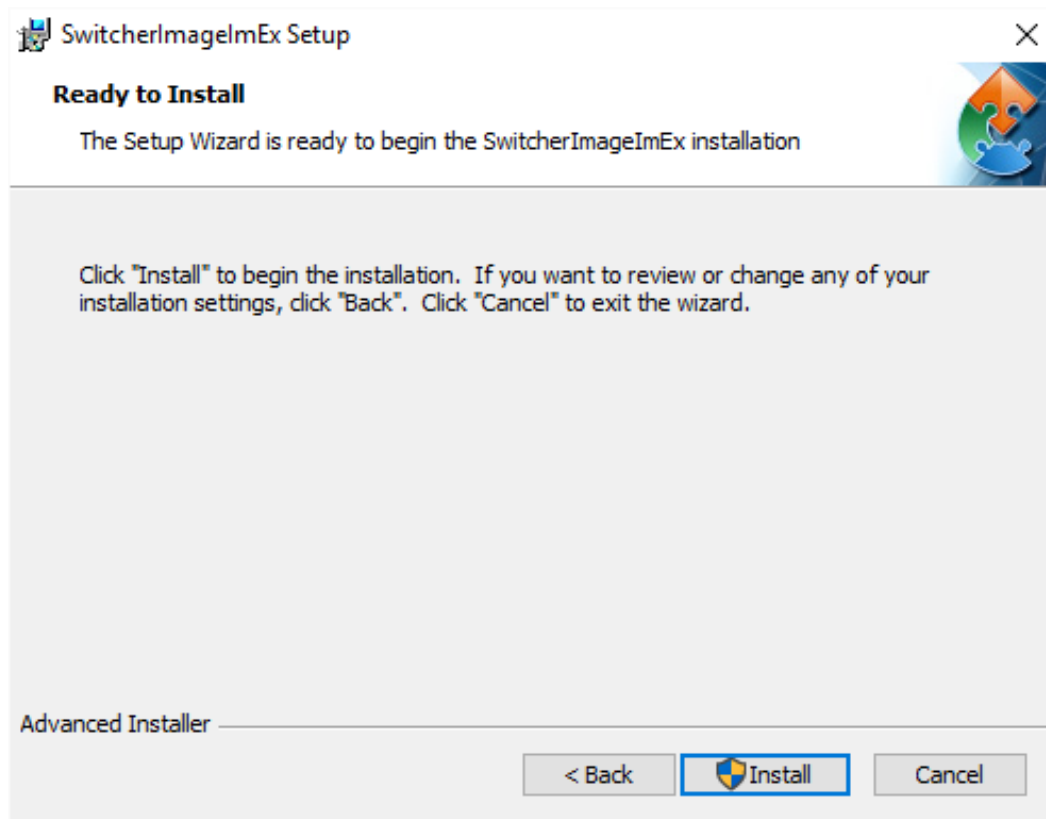 SwitcherImageImEx Setup
Ready to Install
The Setup Wizard is ready to begin the SwitcherImageImEx installation
Click "Install" to begin the installation. If you want to review or change any of your
installation settings, click "Back". Click "Cancel" to exit the wizard.
Advanced Installer
< Back
Install
Cancel